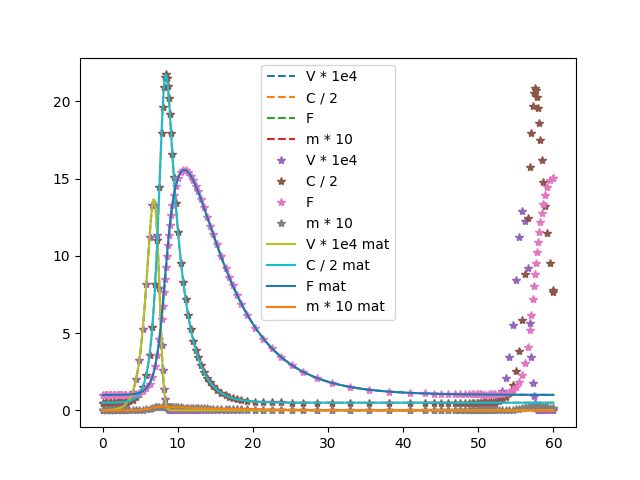 V * 1e4
C / 2
F
m * 10
V * 1e4
C / 2
F
m * 10
V * 1e4 mat
C / 2 mat
F mat
m * 10 mat
20
15
10
5
0
0 10 20 30 40 50 60